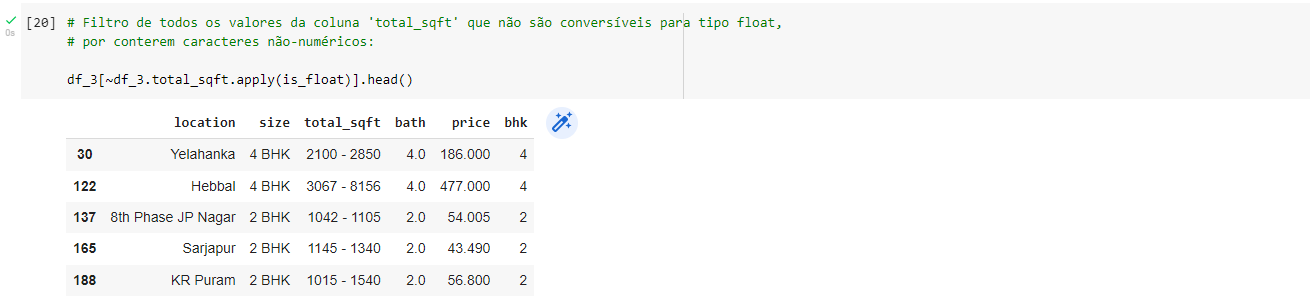 [20] # Filtro de todos os valores da coluna 'total_sqft' que não são conversíveis para tipo float,
0s # por conterem caracteres não-numéricos:
df_3[~df_3.total_sqft.apply(is_float)].head()
location size total_sqft bath price bhk
30 Yelahanka 4 BHK 2100 - 2850 4.0 186.000 4
122 Hebbal 4 BHK 3067 - 8156 4.0 477.000 4
137 8th Phase JP Nagar 2 BHK 1042 - 1105 2.0 54.005 2
165 Sarjapur 2 BHK 1145 - 1340 2.0 43.490 2
188 KR Puram 2 BHK 1015 - 1540 2.0 56.800 2